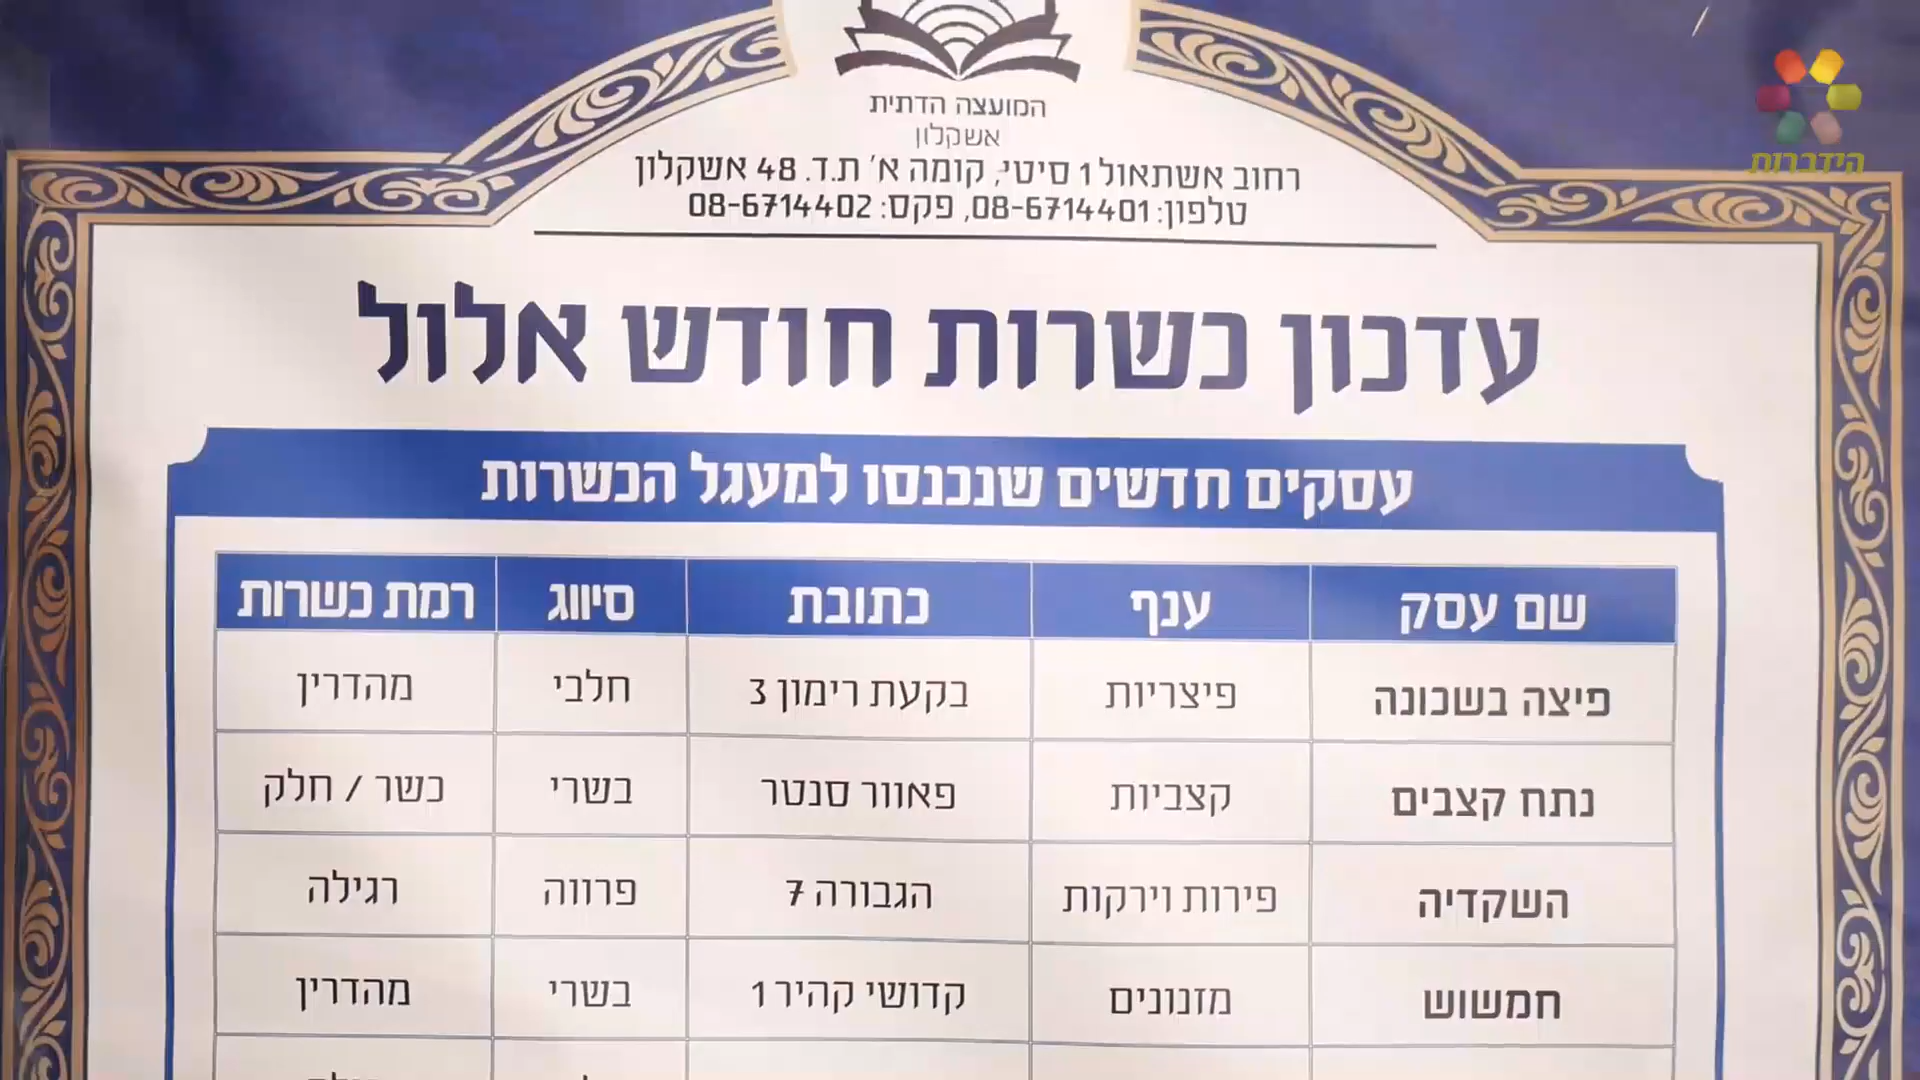 המועצה הדתית
אשקלון
רחוב אשתאול 1 סיטי, קומה א' ת.ד. 48 אשקלון
טלפון: 08-6714401, פקס: 08-6714402
הידברות
עדכון כשרות חודש אלול
עסקים חדשים שנכנסו למעגל הכשרות
שם עסק ענף כתובת סיווג רמת כשרות
פיצה בשכונה פיצריות בקעת רימון 3 חלבי מהדרין
נתח קצבים קצביות פאוור סנטר בשרי כשר / חלק
השקדיה פירות וירקות הגבורה 7 פרווה רגילה
חמשוש מזנונים קדושי קהיר 1 בשרי מהדרין